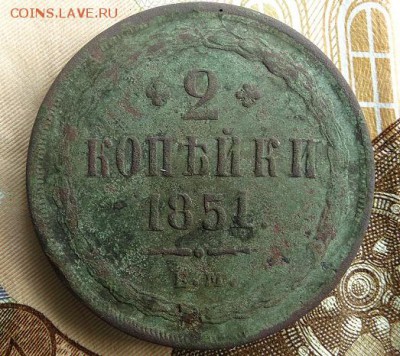 COINS.LAVE.RU
2
КОПѢЙКИ
1851
Е.М.